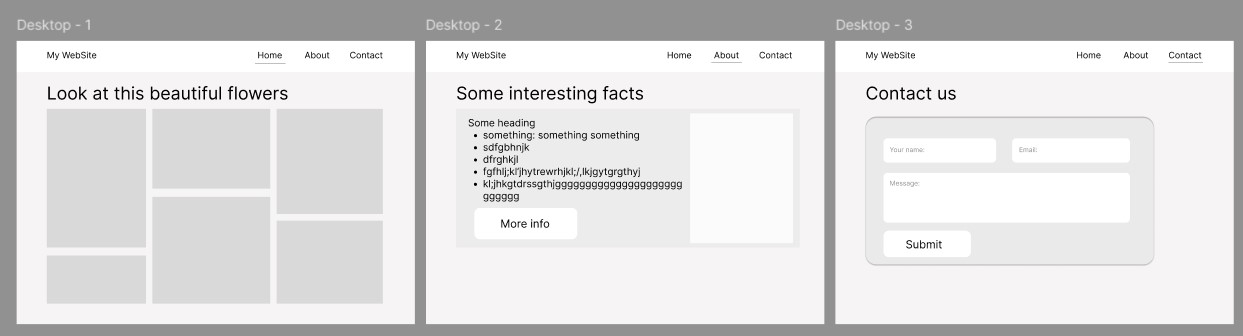 Desktop - 1
My WebSite Home About Contact
Look at this beautiful flowers
Desktop - 2
My WebSite Home About Contact
Some interesting facts
Some heading
• something: something something
• sdfgbhnjk
• dfrghkjl
• fgfhlj;kl'jhytrewrhjkl;/,lkjgytgrgthyj
• kl;jhkgtdrssgthjggggggggggggggggggggg
gggggg
More info
Desktop - 3
My WebSite Home About Contact
Contact us
Your name: Email:
Message:
Submit